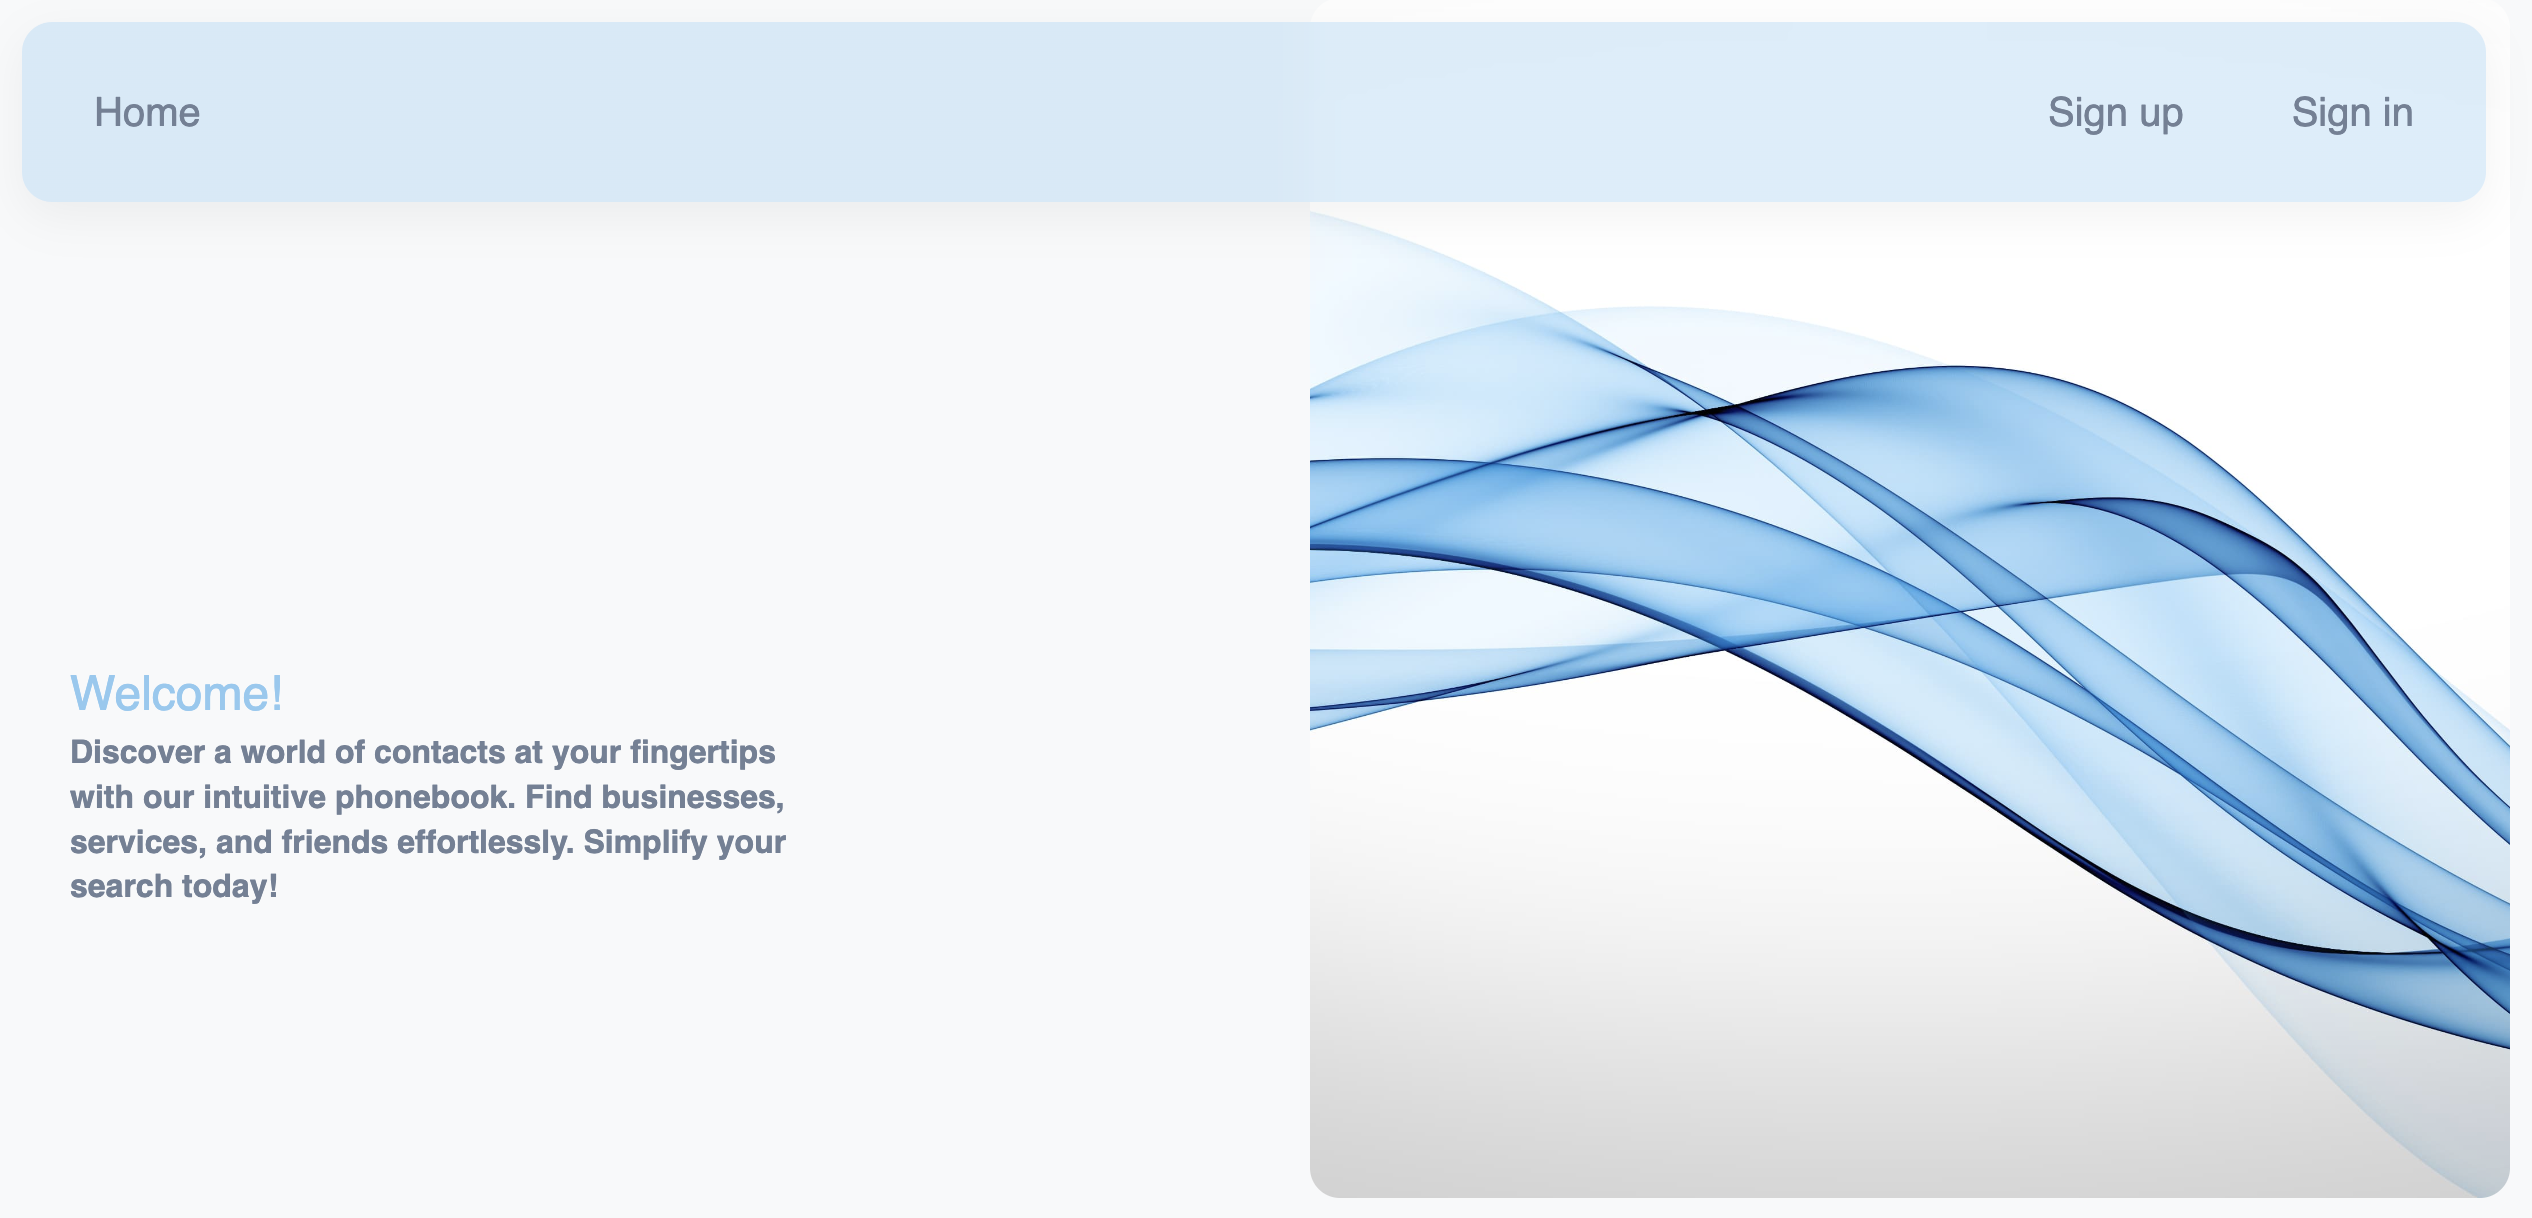 Home
Sign up
Sign in
Welcome!
Discover a world of contacts at your fingertips
with our intuitive phonebook. Find businesses,
services, and friends effortlessly. Simplify your
search today!